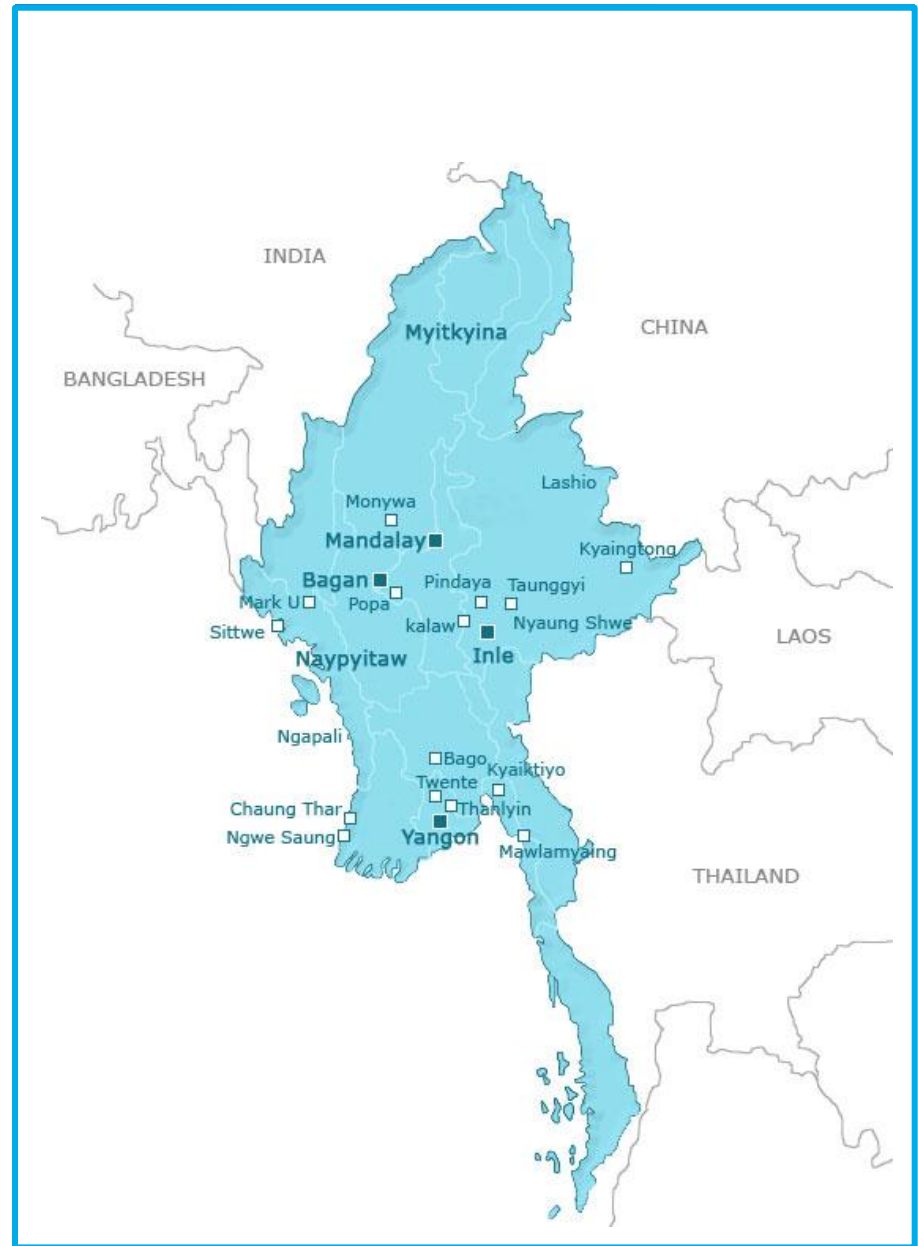 INDIA
CHINA
Myitkyina
BANGLADESH
Lashio
Monywa
Mandalay
Kyaingtong
Bagan
Pindaya
Taunggyi
Mark U
Popa
kalaw
Nyaung Shwe
Sittwe
LAOS
Naypyitaw
Inle
Ngapali
Bago
Kyaiktiyo
Twente
Chaung Thar
Thanlyin
Ngwe Saung
Yangon
Mawlamyaing
THAILAND